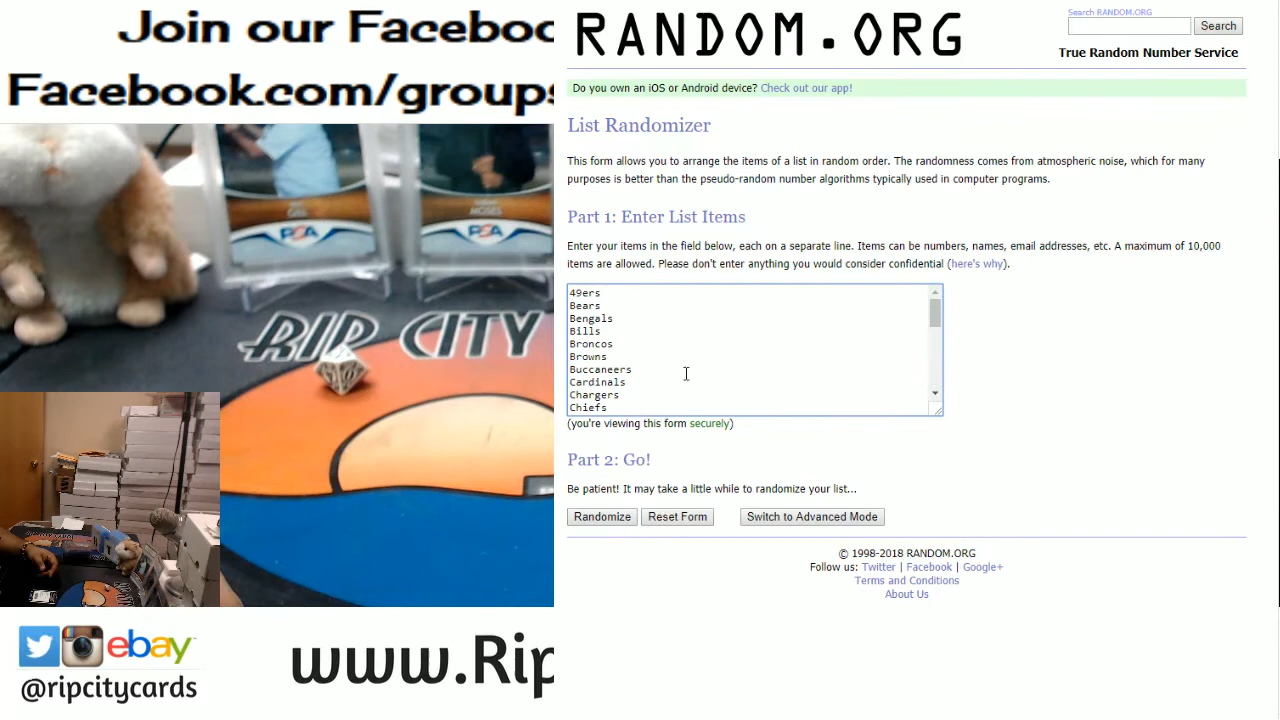 Join our Faceboo
Facebook.com/groups
PSA
PSA
MOSES
RIP CITY
@ripcitycards
ebay
www.Rip
RANDOM.ORG
Search RANDOM.ORG
Search
True Random Number Service
Do you own an iOS or Android device? Check out our app!
List Randomizer
This form allows you to arrange the items of a list in random order. The randomness comes from atmospheric noise, which for many
purposes is better than the pseudo-random number algorithms typically used in computer programs.
Part 1: Enter List Items
Enter your items in the field below, each on a separate line. Items can be numbers, names, email addresses, etc. A maximum of 10,000
items are allowed. Please don't enter anything you would consider confidential (here's why).
49ers
Bears
Bengals
Bills
Broncos
Browns
Buccaneers
Cardinals
Chargers
Chiefs
(you're viewing this form securely)
Part 2: Go!
Be patient! It may take a little while to randomize your list...
Randomize
Reset Form
Switch to Advanced Mode
© 1998-2018 RANDOM.ORG
Follow us: Twitter | Facebook | Google+
Terms and Conditions
About Us